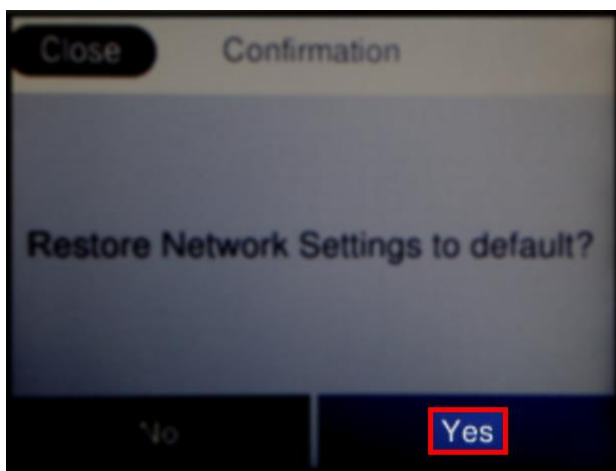 Close Confirmation
Restore Network Settings to default?
No Yes